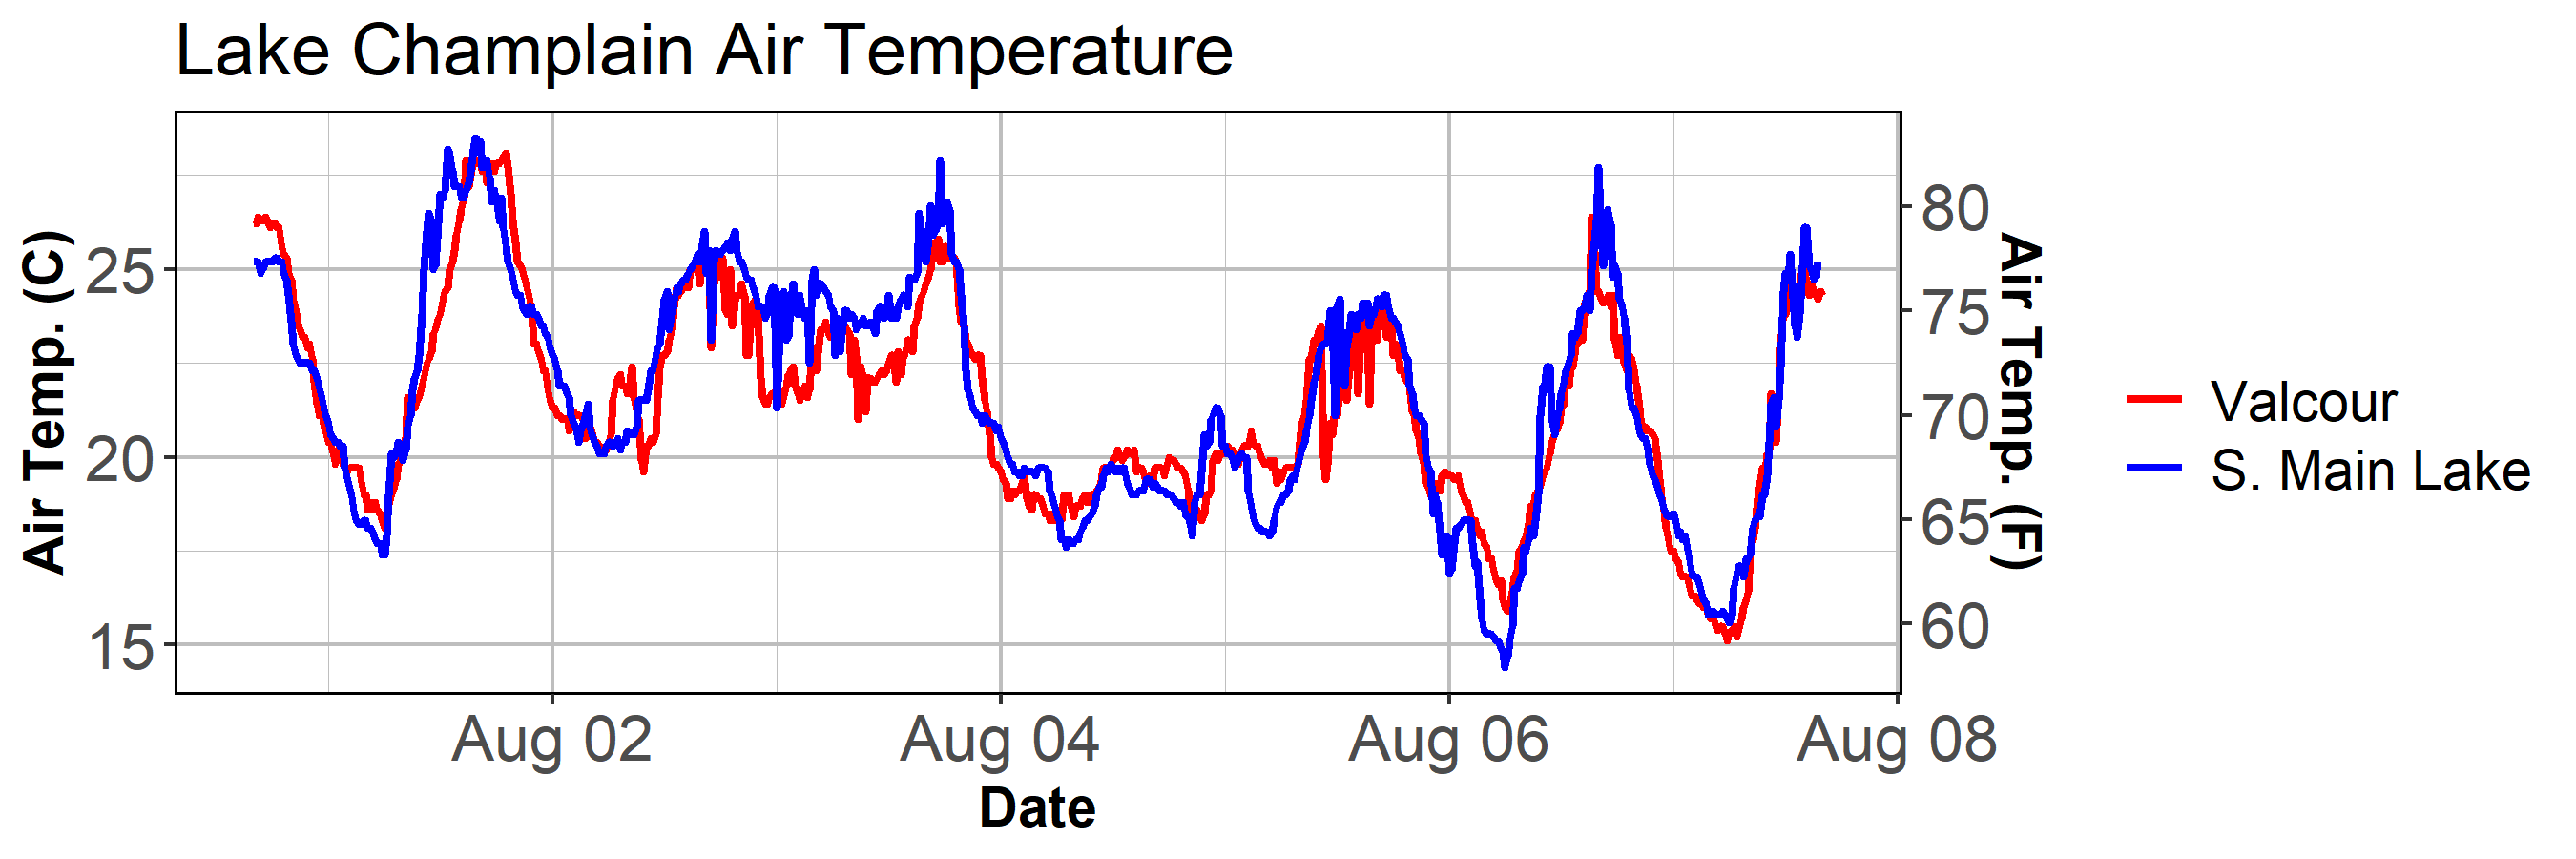 Lake Champlain Air Temperature
Air Temp. (C)
25
20
15
80
75
70
65
60
Air Temp. (F)
Aug 02
Aug 04
Aug 06
Aug 08
Date
Valcour
S. Main Lake